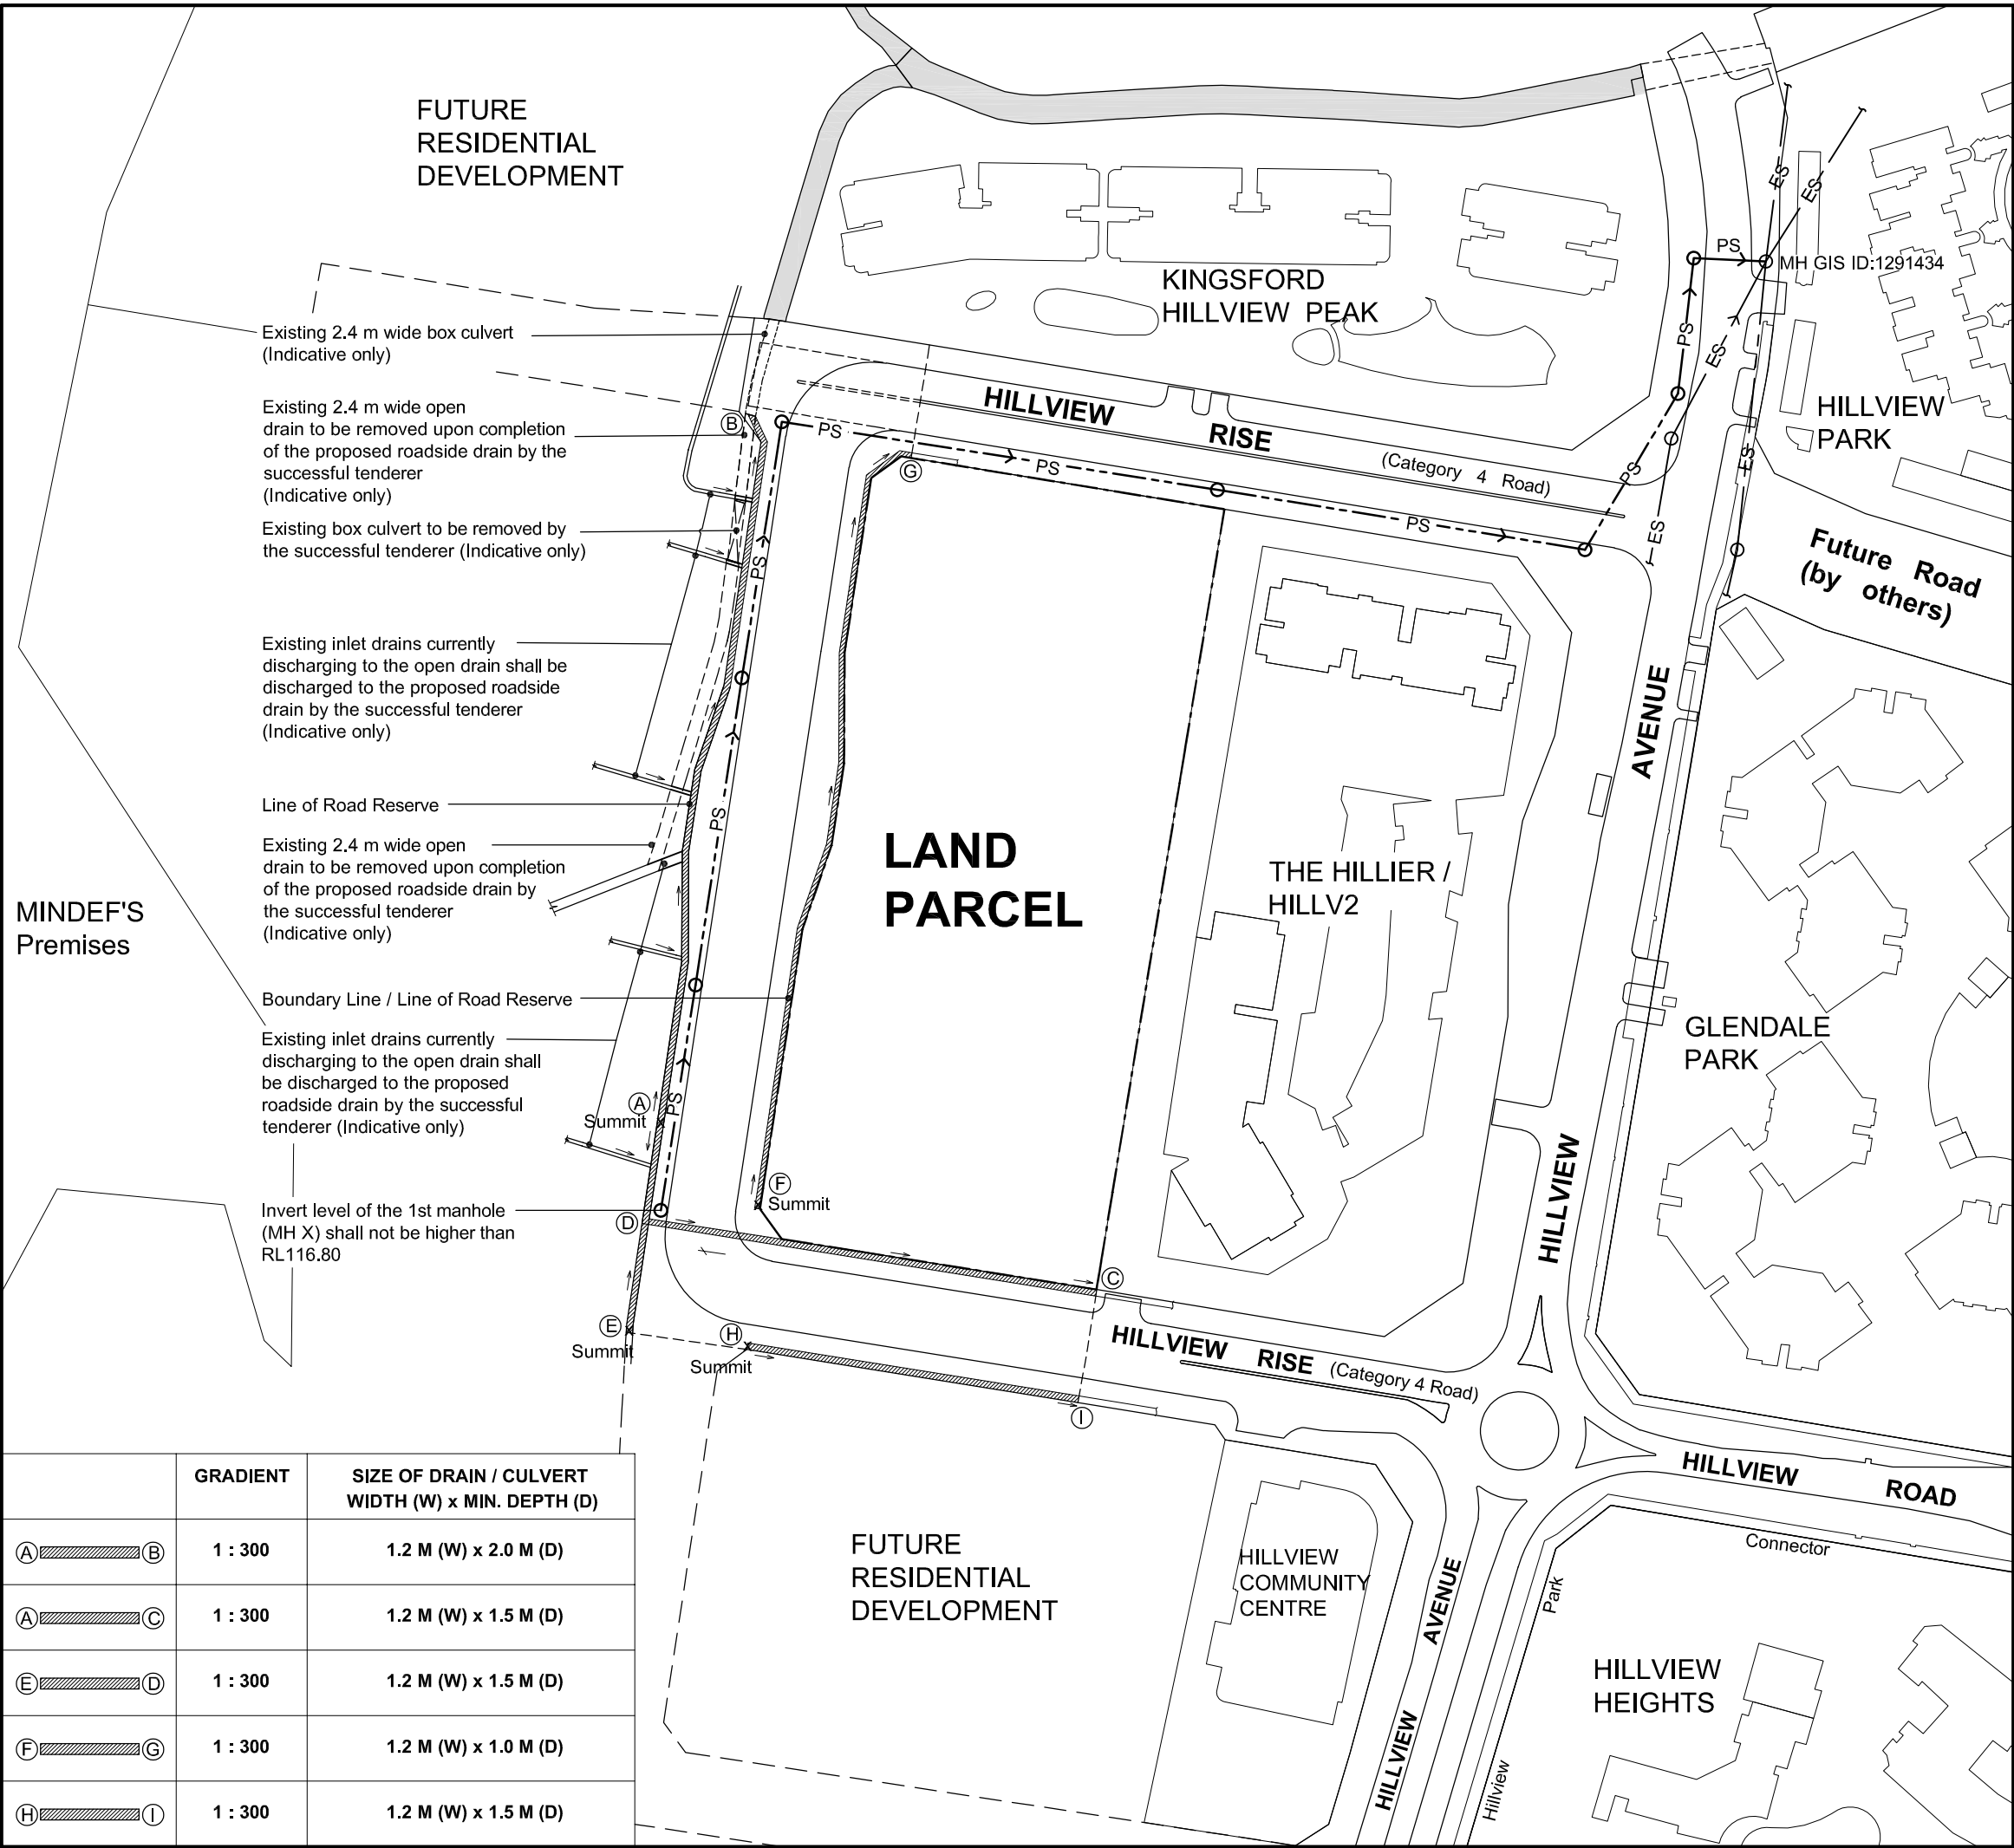 FUTURE
RESIDENTIAL
DEVELOPMENT
KINGSFORD
HILLVIEW PEAK
ES
ES
PS
MH GIS ID:1291434
PS
ES
HILLVIEW
PARK
Existing 2.4 m wide box culvert
(Indicative only)
Existing 2.4 m wide open
drain to be removed upon completion
of the proposed roadside drain by the
successful tenderer
(Indicative only)
Existing box culvert to be removed by
the successful tenderer (Indicative only)
Existing inlet drains currently
discharging to the open drain shall be
discharged to the proposed roadside
drain by the successful tenderer
(Indicative only)
Line of Road Reserve
Existing 2.4 m wide open
drain to be removed upon completion
of the proposed roadside drain by
the successful tenderer
(Indicative only)
Boundary Line / Line of Road Reserve
Existing inlet drains currently
discharging to the open drain shall
be discharged to the proposed
roadside drain by the successful
tenderer (Indicative only)
Invert level of the 1st manhole
(MH X) shall not be higher than
RL116.80
MINDEF'S
Premises
B
PS
HILLVIEW RISE
(Category 4 Road)
G
PS
PS
PS
ES
ES
PS
PS
PS
Future Road
(by others)
LAND
PARCEL
THE HILLIER /
HILLV2
HILLVIEW AVENUE
GLENDALE
PARK
A
Summit
F
Summit
D
C
E
Summit
H
Summit
I
HILLVIEW RISE (Category 4 Road)
HILLVIEW ROAD
Hillview Park Connector
HILLVIEW AVENUE
FUTURE
RESIDENTIAL
DEVELOPMENT
HILLVIEW
COMMUNITY
CENTRE
HILLVIEW
HEIGHTS
GRADIENT
SIZE OF DRAIN / CULVERT
WIDTH (W) x MIN. DEPTH (D)
A B 1 : 300 1.2 M (W) x 2.0 M (D)
A C 1 : 300 1.2 M (W) x 1.5 M (D)
E D 1 : 300 1.2 M (W) x 1.5 M (D)
F G 1 : 300 1.2 M (W) x 1.0 M (D)
H I 1 : 300 1.2 M (W) x 1.5 M (D)